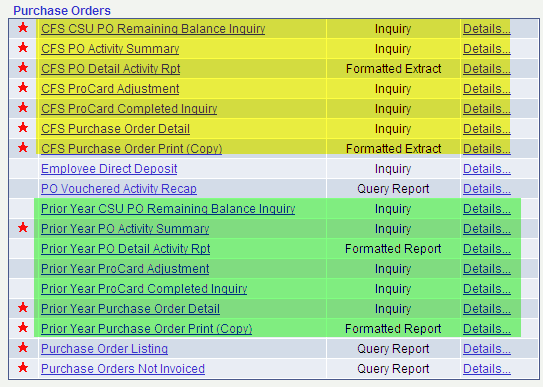 Purchase Orders
CFS CSU PO Remaining Balance Inquiry Inquiry Details...
CFS PO Activity Summary Inquiry Details...
CFS PO Detail Activity Rpt Formatted Extract Details...
CFS ProCard Adjustment Inquiry Details...
CFS ProCard Completed Inquiry Inquiry Details...
CFS Purchase Order Detail Inquiry Details...
CFS Purchase Order Print (Copy) Formatted Extract Details...
Employee Direct Deposit Inquiry Details...
PO Vouchered Activity Recap Query Report Details...
Prior Year CSU PO Remaining Balance Inquiry Inquiry Details...
Prior Year PO Activity Summary Inquiry Details...
Prior Year PO Detail Activity Rpt Formatted Report Details...
Prior Year ProCard Adjustment Inquiry Details...
Prior Year ProCard Completed Inquiry Inquiry Details...
Prior Year Purchase Order Detail Inquiry Details...
Prior Year Purchase Order Print (Copy) Formatted Report Details...
Purchase Order Listing Query Report Details...
Purchase Orders Not Invoiced Query Report Details...